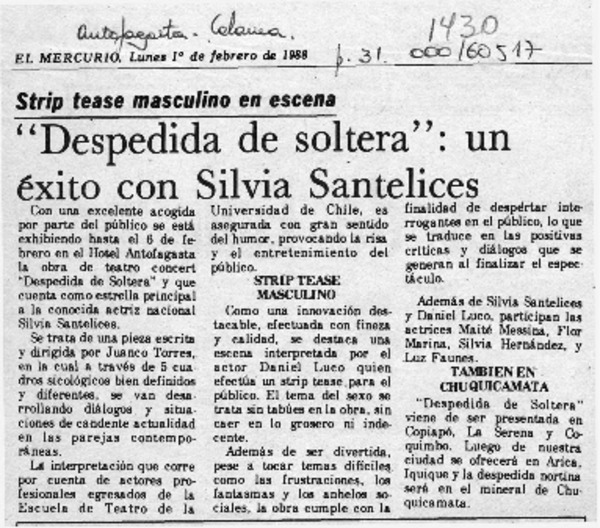 Antofagasta - Calama.
1430
EL MERCURIO, Lunes 1º de febrero de 1988
p. 31.
000/60517
Strip tease masculino en escena
“Despedida de soltera”: un
éxito con Silvia Santelices
Con una excelente acogida
por parte del público se está
exhibiendo hasta el 6 de fe-
brero en el Hotel Antofagasta
la obra de teatro concert
"Despedida de Soltera" y que
cuenta como estrella principal
a la conocida actriz nacional
Silvia Santelices.
Se trata de una pieza escrita
y dirigida por Juanco Torres,
en la cual a través de 5 cuadros
sicológicos bien definidos
y diferentes, se van desa-
rrollando diálogos y situa-
ciones de candente actualidad
en las parejas contempo-
ráneas.
La interpretación que corre
por cuenta de actores pro-
fesionales egresados de la
Escuela de Teatro de la
Universidad de Chile, es
asegurada con gran sentido
del humor, provocando la risa
y el entretenimiento del
público.
STRIP TEASE
MASCULINO
Como una innovación des-
tacable, efectuada con fineza
y calidad, se destaca una
escena interpretada por el
actor Daniel Luco quien
efectúa un strip tease para el
público. El tema del sexo se
trata sin tabúes en la obra, sin
caer en lo grosero ni in-
decente.
Además de ser divertida,
pese a tocar temas difíciles
como las frustraciones, los
fantasmas y los anhelos so-
ciales, la obra cumple con la
finalidad de despértar inter-
rogantes en el público, lo que
se traduce en las positivas
críticas y diálogos que se
generan al finalizar el espec-
táculo.
Además de Silvia Santelices
y Daniel Luco, participan las
actrices Maité Messina, Flor
Marina, Silvia Hernández, y
Luz Faunes.
TAMBIEN EN
CHUQUICAMATA
"Despedida de Soltera"
viene de ser presentada en
Copiapó, La Serena y Co-
quimbo. Luego de nuestra
ciudad se ofrecerá en Arica,
Iquique y la despedida nortina
será en el mineral de Chu-
quicamata.